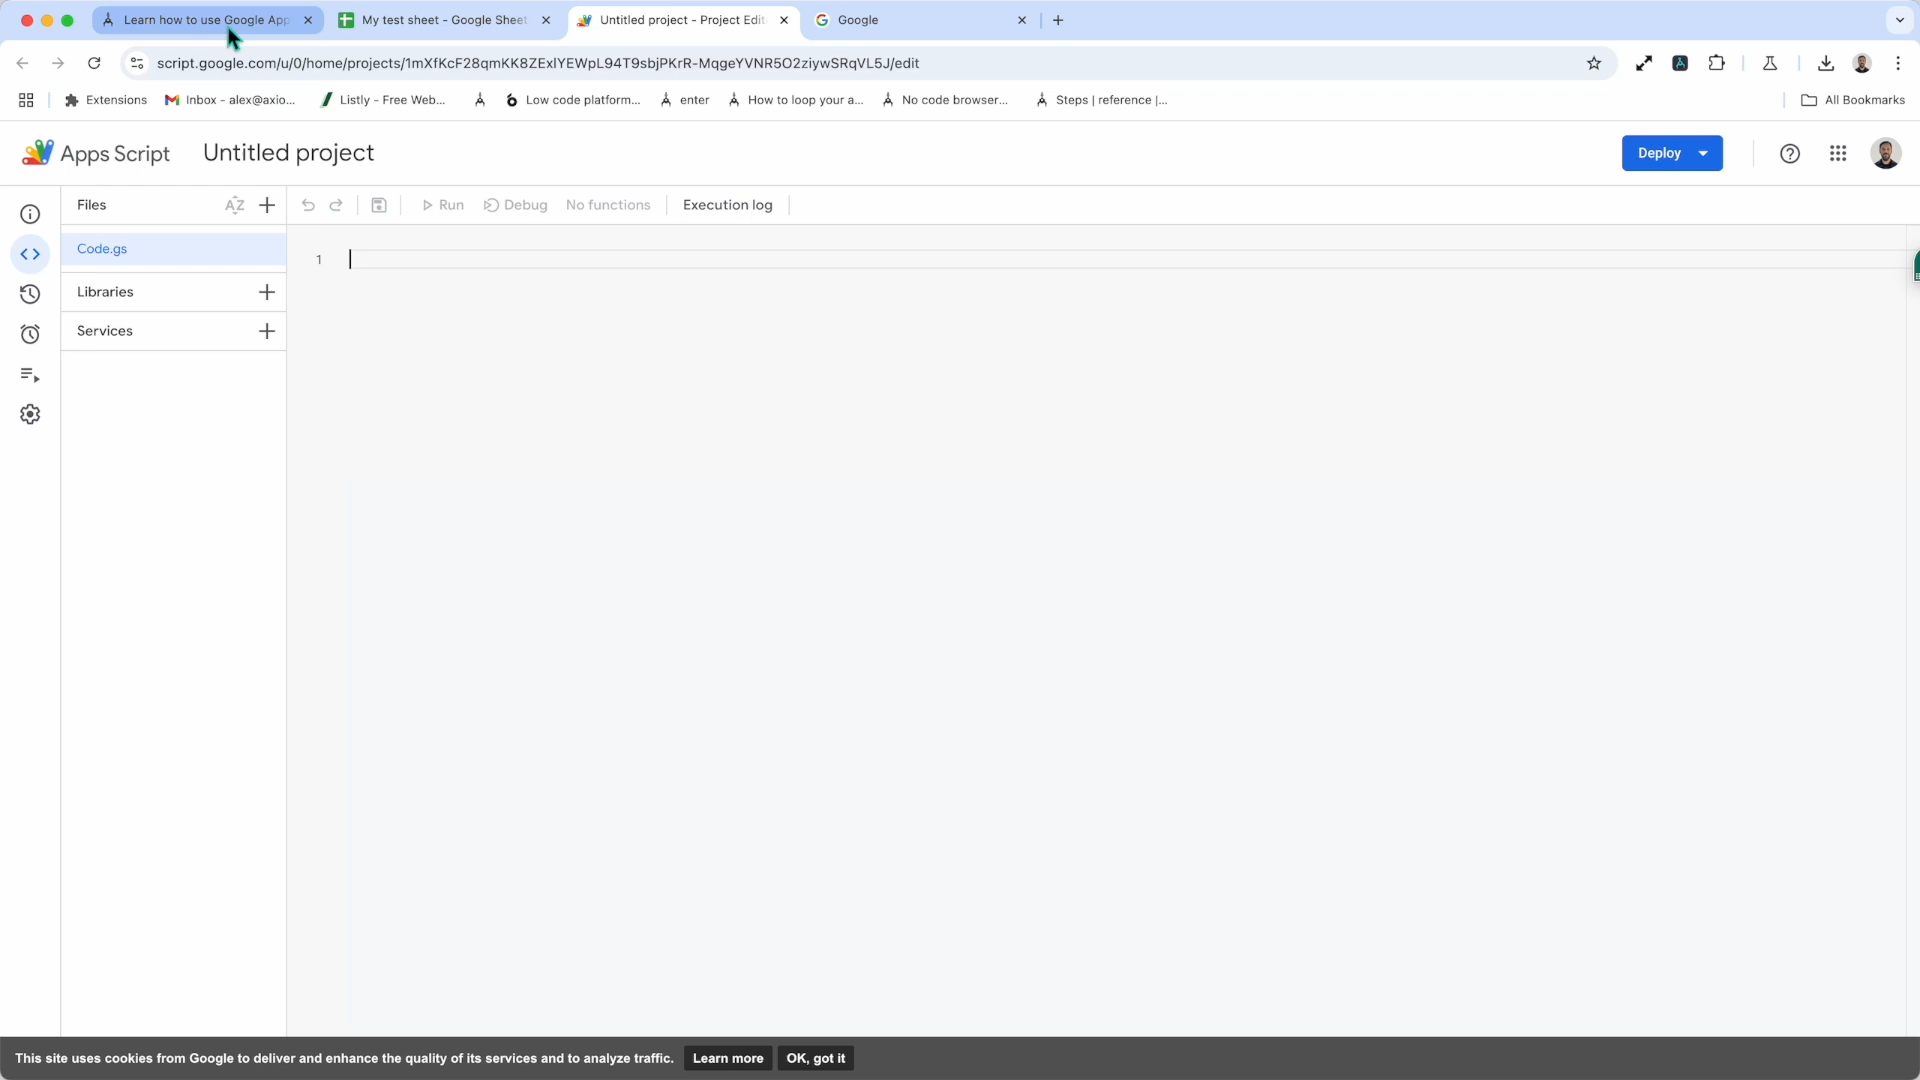 Learn how to use Google App
My test sheet - Google Sheet
Untitled project - Project Edit
Google
script.google.com/u/0/home/projects/1mXfKcF28qmKK8ZExIYEWpL94T9sbjPKrR-MqgeYVNR5O2ziywSRqVL5J/edit
Extensions
Inbox - alex@axio...
Listly - Free Web...
Low code platform...
enter
How to loop your a...
No code browser...
Steps | reference |...
All Bookmarks
Apps Script
Untitled project
Deploy
Files
AZ
Run
Debug
No functions
Execution log
Code.gs
1
Libraries
Services
This site uses cookies from Google to deliver and enhance the quality of its services and to analyze traffic.
Learn more
OK, got it